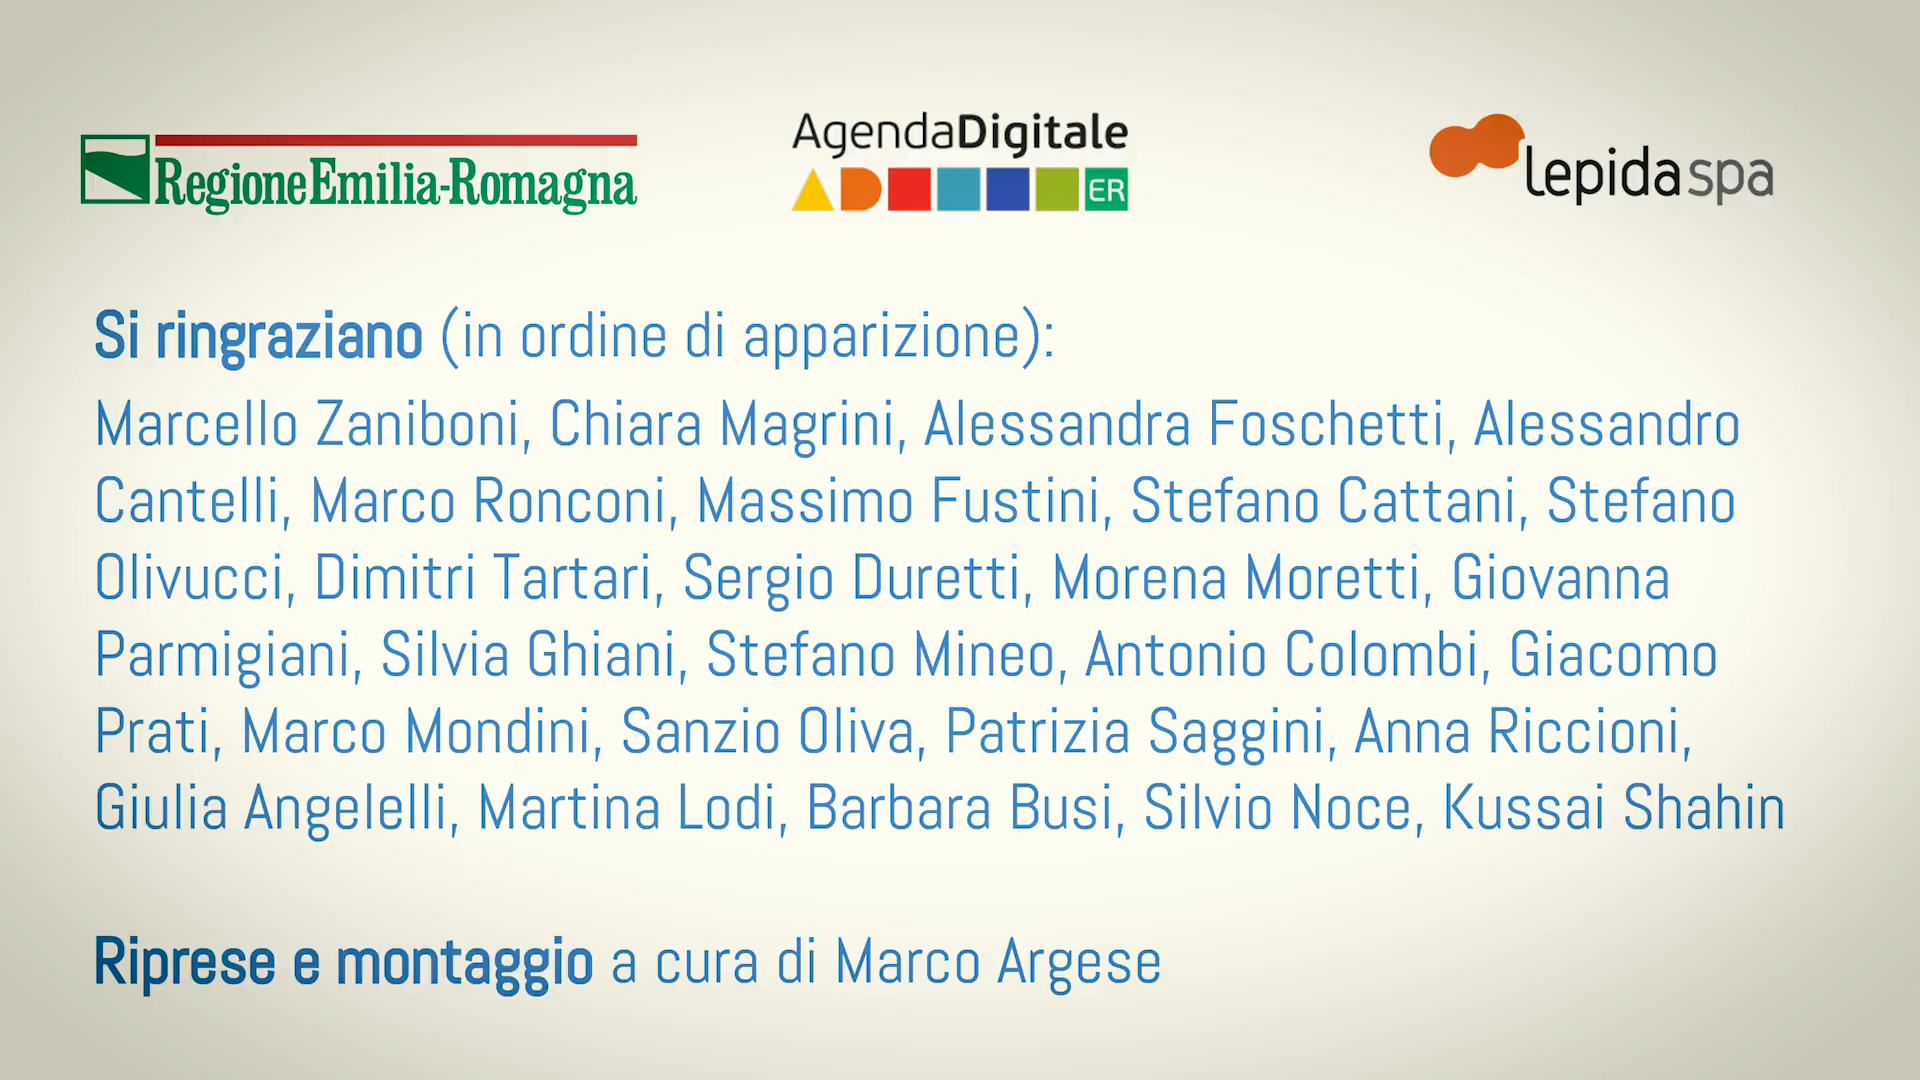 RegioneEmilia-Romagna
AgendaDigitale
ER
lepidaspa
Si ringraziano (in ordine di apparizione):
Marcello Zaniboni, Chiara Magrini, Alessandra Foschetti, Alessandro
Cantelli, Marco Ronconi, Massimo Fustini, Stefano Cattani, Stefano
Olivucci, Dimitri Tartari, Sergio Duretti, Morena Moretti, Giovanna
Parmigiani, Silvia Ghiani, Stefano Mineo, Antonio Colombi, Giacomo
Prati, Marco Mondini, Sanzio Oliva, Patrizia Saggini, Anna Riccioni,
Giulia Angelelli, Martina Lodi, Barbara Busi, Silvio Noce, Kussai Shahin
Riprese e montaggio a cura di Marco Argese